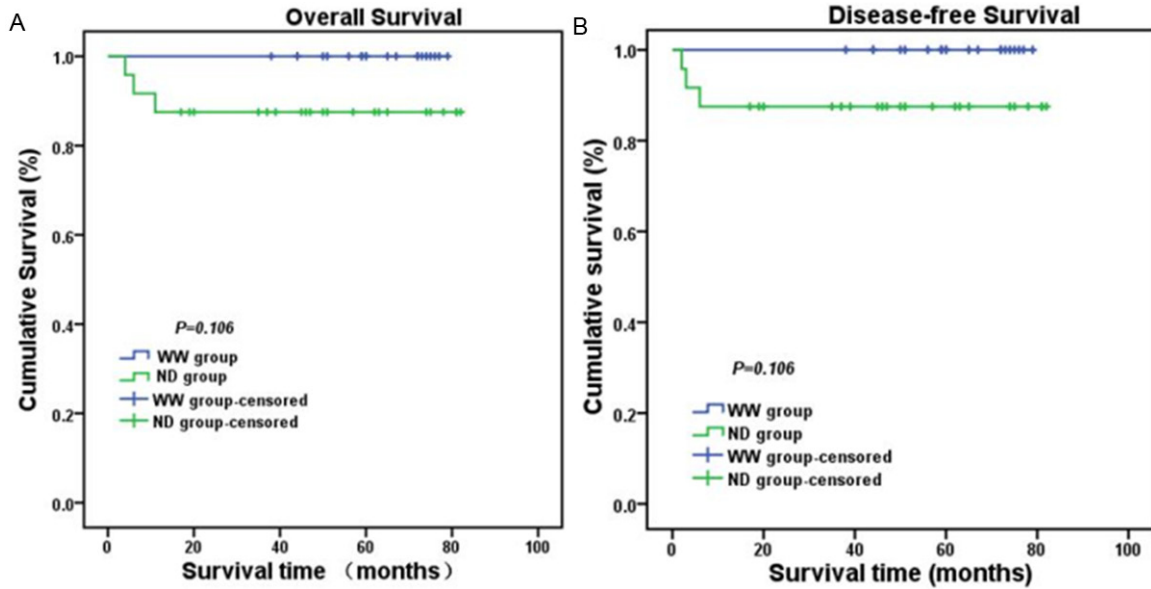 A
Overall Survival
Cumulative Survival (%)
1.0
0.8
0.6
0.4
0.2
0.0
P=0.106
WW group
ND group
WW group-censored
ND group-censored
0 20 40 60 80 100
Survival time （months）
B
Disease-free Survival
Cumulative survival (%)
1.0
0.8
0.6
0.4
0.2
0.0
P=0.106
WW group
ND group
WW group-censored
ND group-censored
0 20 40 60 80 100
Survival time (months)